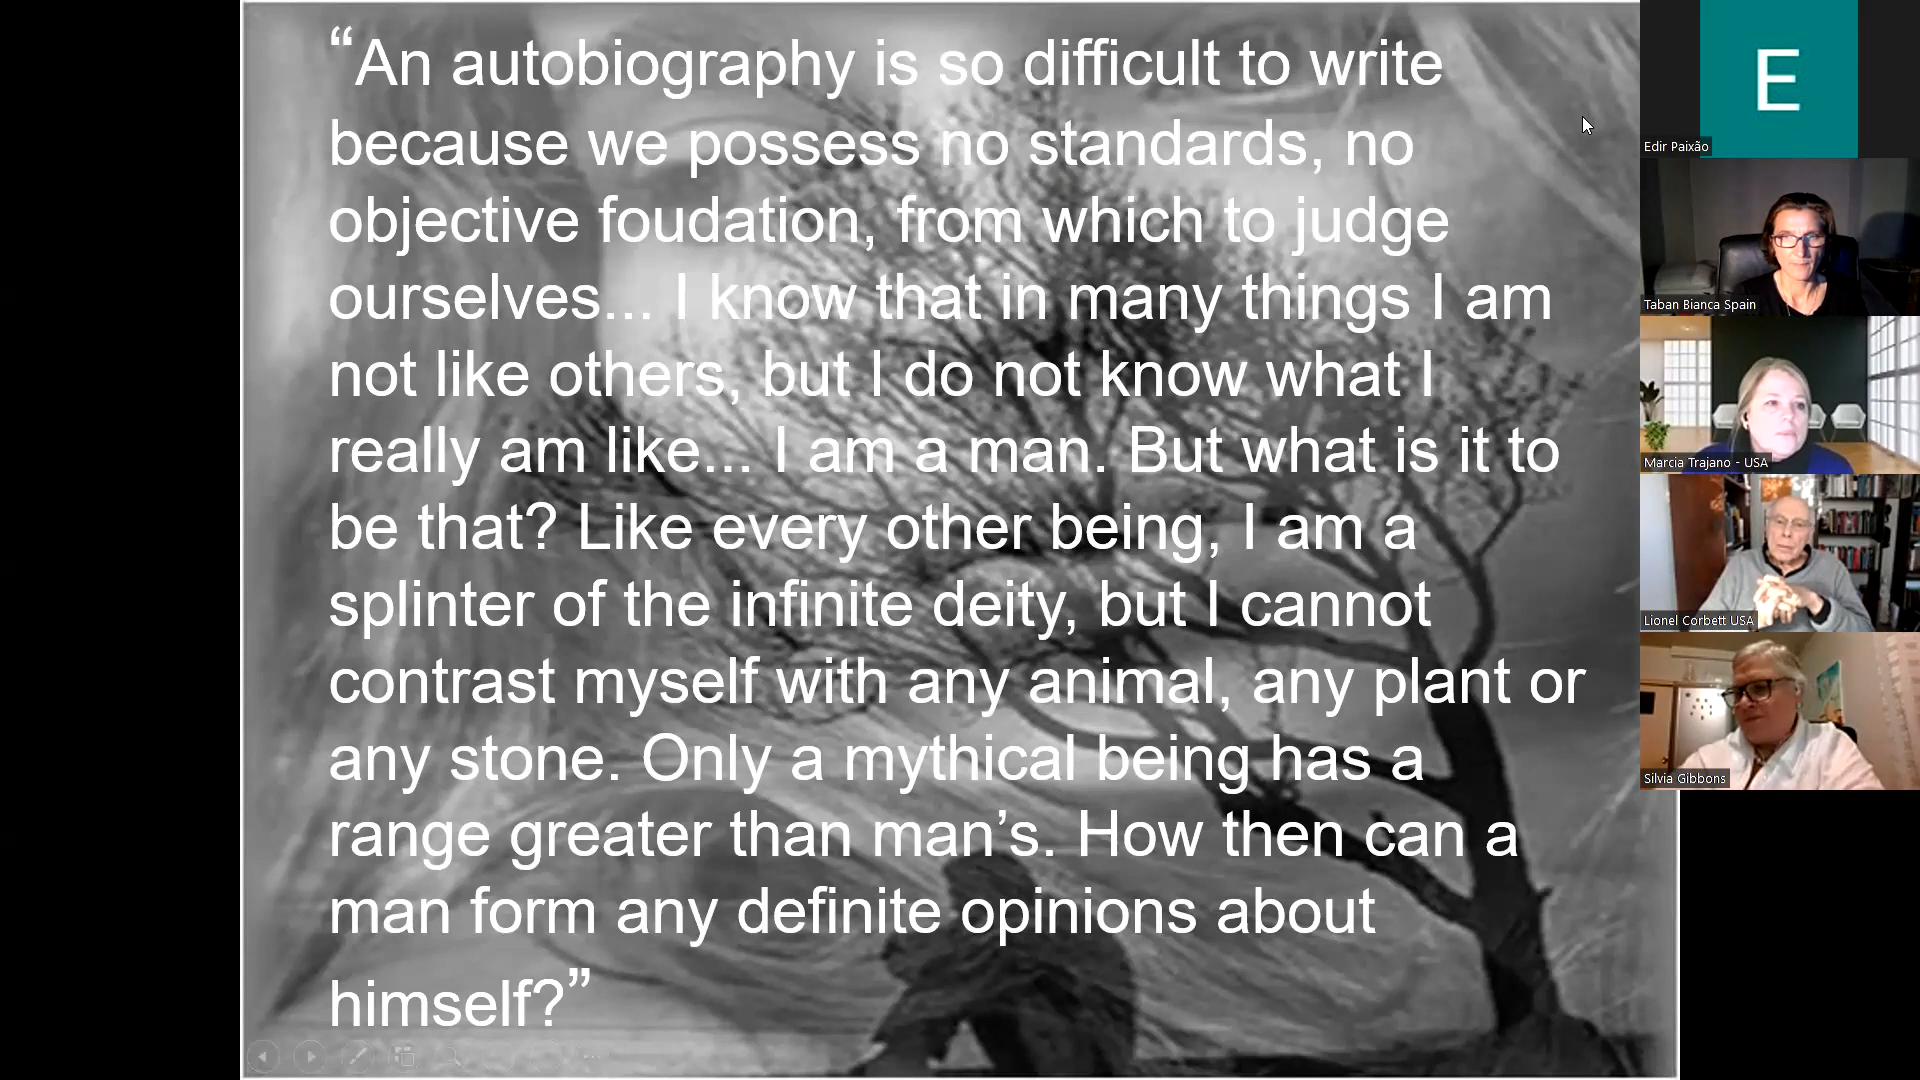 “An autobiography is so difficult to write
because we possess no standards, no
objective foudation, from which to judge
ourselves... I know that in many things I am
not like others, but I do not know what I
really am like... I am a man. But what is it to
be that? Like every other being, I am a
splinter of the infinite deity, but I cannot
contrast myself with any animal, any plant or
any stone. Only a mythical being has a
range greater than man’s. How then can a
man form any definite opinions about
himself?”
E
Edir Paixão
Taban Bianca Spain
Marcia Trajano - USA
Lionel Corbett USA
Silvia Gibbons